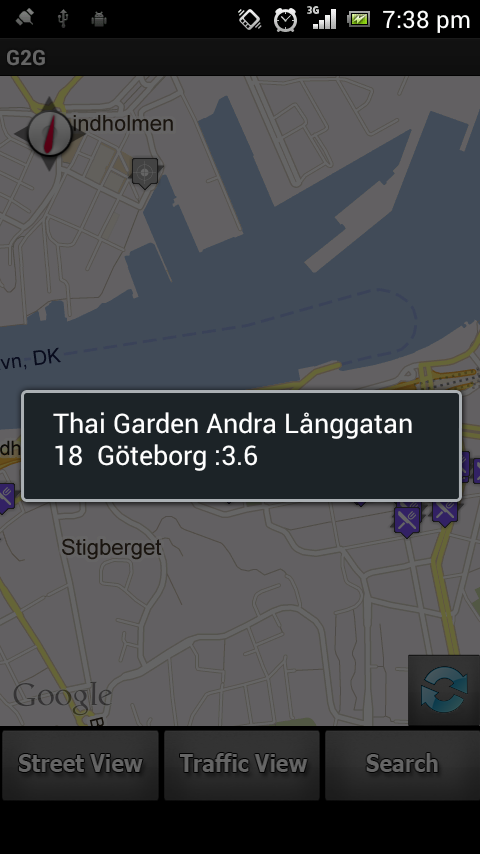 3G 7:38 pm
G2G
indholmen
vn, DK
Thai Garden Andra Långgatan
18 Göteborg :3.6
dh
Stigberget
Google
B
Street View Traffic View Search